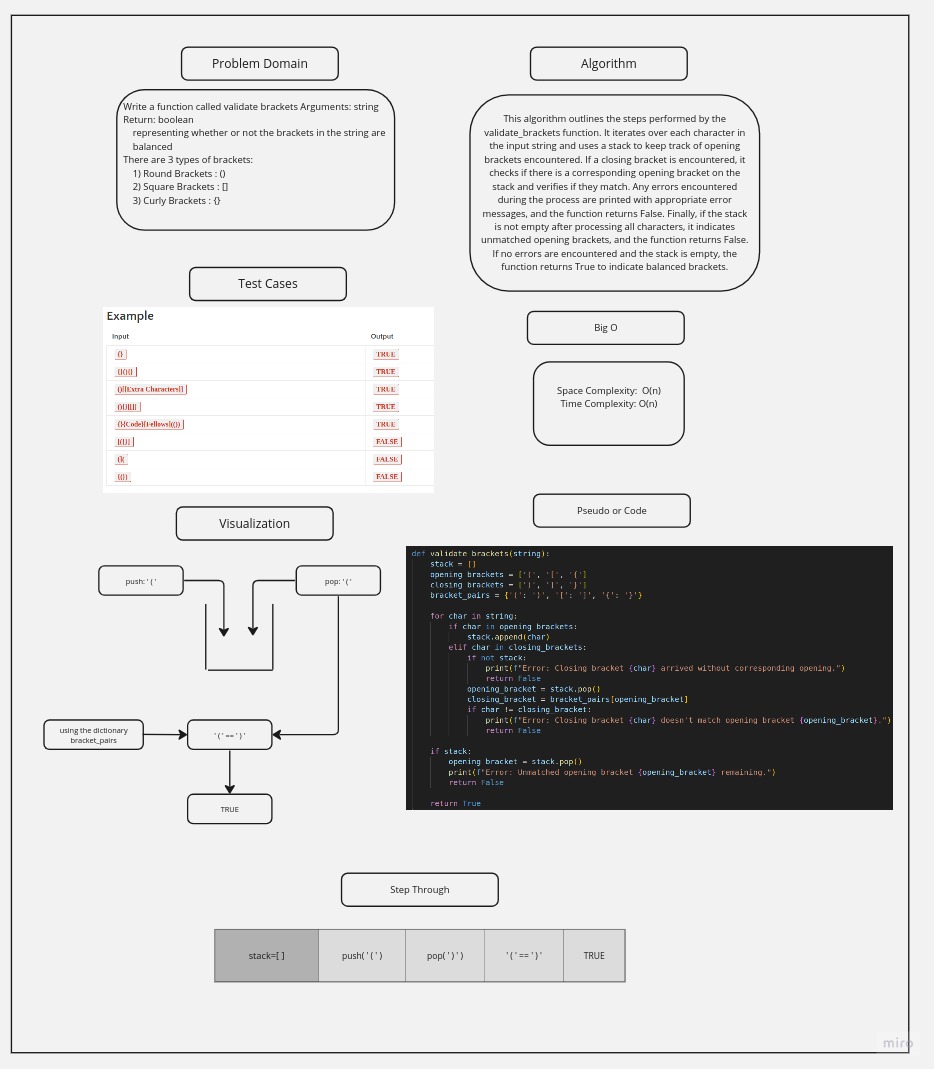 Problem Domain
Write a function called validate brackets Arguments: string
Return: boolean
representing whether or not the brackets in the string are
balanced
There are 3 types of brackets:
1) Round Brackets : ()
2) Square Brackets : []
3) Curly Brackets : {}
Algorithm
This algorithm outlines the steps performed by the
validate_brackets function. It iterates over each character in
the input string and uses a stack to keep track of opening
brackets encountered. If a closing bracket is encountered, it
checks if there is a corresponding opening bracket on the
stack and verifies if they match. Any errors encountered
during the process are printed with appropriate error
messages, and the function returns False. Finally, if the stack
is not empty after processing all characters, it indicates
unmatched opening brackets, and the function returns False.
If no errors are encountered and the stack is empty, the
function returns True to indicate balanced brackets.
Test Cases
Example
Input Output
TRUE
TRUE
()[[Extra Characters]] TRUE
TRUE
(){}[[]] TRUE
{}{Code}[Fellows](()) TRUE
FALSE
FALSE
FALSE
Big O
Space Complexity: O(n)
Time Complexity: O(n)
Pseudo or Code
def validate brackets(string):
stack = []
opening brackets = ['(', '[', '{']
closing brackets = [')', ']', '}']
bracket_pairs = {'(': ')', '[': ']', '{': '}'}
for char in string:
if char in opening brackets:
stack.append(char)
elif char in closing_brackets:
if not stack:
print(f"Error: Closing bracket {char} arrived without corresponding opening.")
return False
opening_bracket = stack.pop()
closing_bracket = bracket_pairs[opening_bracket]
if char != closing_bracket:
print(f"Error: Closing bracket {char} doesn't match opening bracket {opening_bracket}.")
return False
if stack:
opening bracket = stack.pop()
print(f"Error: Unmatched opening bracket {opening_bracket} remaining.")
return False
return True
Visualization
push: '('
pop: '('
using the dictionary
bracket_pairs
'(' == ')'
TRUE
Step Through
stack=[ ] push('(') pop(')') '(' == ')' TRUE
miro